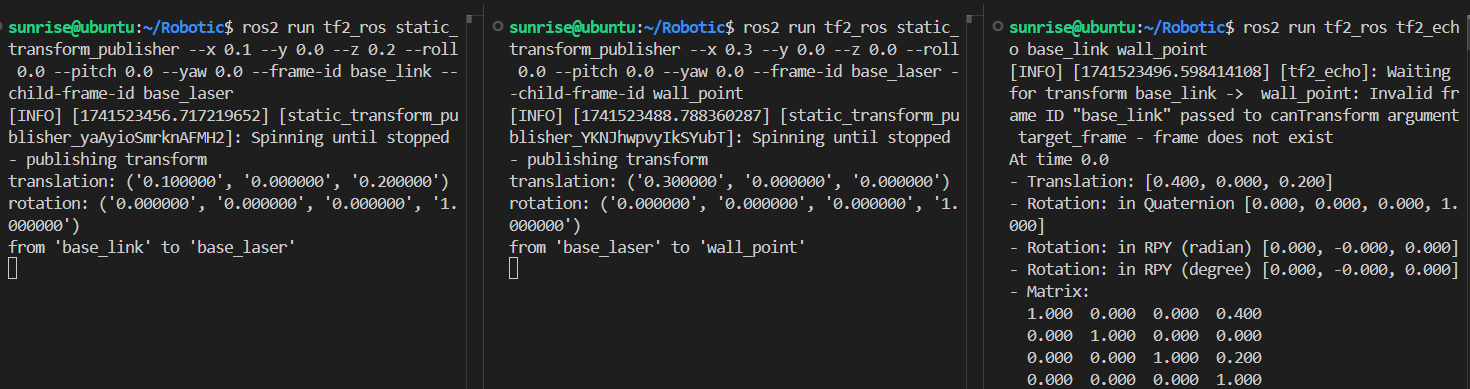 sunrise@ubuntu:~/Robotic$ ros2 run tf2_ros static_
transform_publisher --x 0.1 --y 0.0 --z 0.2 --roll
 0.0 --pitch 0.0 --yaw 0.0 --frame-id base_link --
child-frame-id base_laser
[INFO] [1741523456.717219652] [static_transform_pu
blisher_yaAyioSmrknAFMH2]: Spinning until stopped
- publishing transform
translation: ('0.100000', '0.000000', '0.200000')
rotation: ('0.000000', '0.000000', '0.000000', '1.
000000')
from 'base_link' to 'base_laser'
sunrise@ubuntu:~/Robotic$ ros2 run tf2_ros static_
transform_publisher --x 0.3 --y 0.0 --z 0.0 --roll
 0.0 --pitch 0.0 --yaw 0.0 --frame-id base_laser -
-child-frame-id wall_point
[INFO] [1741523488.788360287] [static_transform_pu
blisher_YKNJhwpvyIkSYubT]: Spinning until stopped
- publishing transform
translation: ('0.300000', '0.000000', '0.000000')
rotation: ('0.000000', '0.000000', '0.000000', '1.
000000')
from 'base_laser' to 'wall_point'
sunrise@ubuntu:~/Robotic$ ros2 run tf2_ros tf2_ech
o base_link wall_point
[INFO] [1741523496.598414108] [tf2_echo]: Waiting
for transform base_link ->  wall_point: Invalid fr
ame ID "base_link" passed to canTransform argument
 target_frame - frame does not exist
At time 0.0
- Translation: [0.400, 0.000, 0.200]
- Rotation: in Quaternion [0.000, 0.000, 0.000, 1.
000]
- Rotation: in RPY (radian) [0.000, -0.000, 0.000]
- Rotation: in RPY (degree) [0.000, -0.000, 0.000]
- Matrix:
  1.000  0.000  0.000  0.400
  0.000  1.000  0.000  0.000
  0.000  0.000  1.000  0.200
  0.000  0.000  0.000  1.000